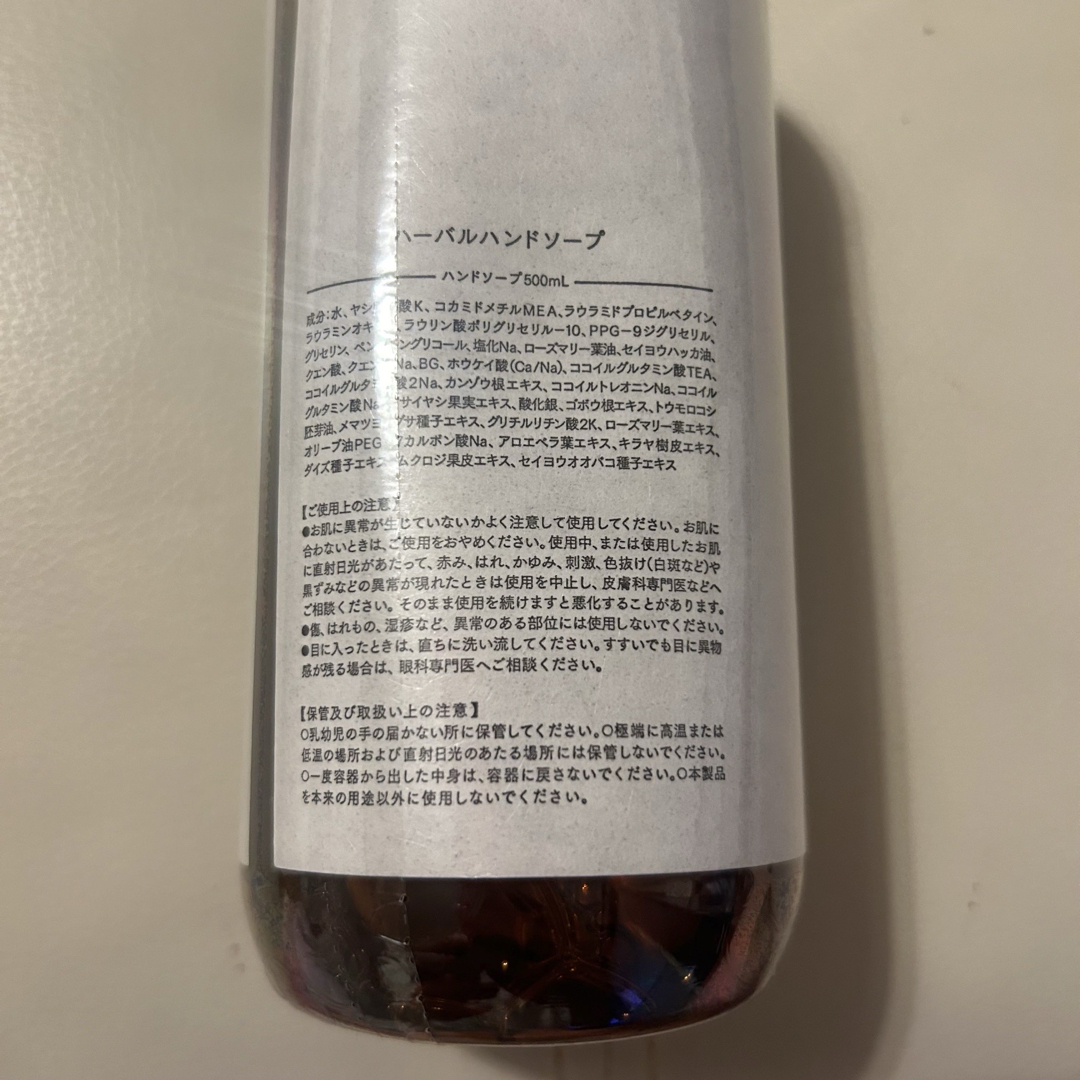 ハーバルハンドソープ
ハンドソープ500mL
成分:水、ヤシ 酸K、コカミドメチルMEA、ラウラミドプロピルベタイン、
ラウラミンオキ 、ラウリン酸ポリグリセリル-10、PPG-9ジグリセリル、
グリセリン、ペン ングリコール、塩化Na、ローズマリー葉油、セイヨウハッカ油、
クエン酸、クエン Na、BG、ホウケイ酸(Ca/Na)、ココイルグルタミン酸TEA、
ココイルグルタミ 酸2Na、カンゾウ根エキス、ココイルトレオニンNa、ココイル
グルタミン酸Na サイヤシ果実エキス、酸化銀、ゴボウ根エキス、トウモロコシ
胚芽油、メマツヨ グサ種子エキス、グリチルリチン酸2K、ローズマリー葉エキス、
オリーブ油PEG 7カルボン酸Na、アロエベラ葉エキス、キラヤ樹皮エキス、
ダイズ種子エキス ムクロジ果皮エキス、セイヨウオオバコ種子エキス
【ご使用上の注意】
●お肌に異常が生じていないかよく注意して使用してください。お肌に
合わないときは、ご使用をおやめください。使用中、または使用したお肌
に直射日光があたって、赤み、はれ、かゆみ、刺激、色抜け(白斑など)や
黒ずみなどの異常が現れたときは使用を中止し、皮膚科専門医などへ
ご相談ください。そのまま使用を続けますと悪化することがあります。
●傷、はれもの、湿疹など、異常のある部位には使用しないでください。
●目に入ったときは、直ちに洗い流してください。すすいでも目に異物
感が残る場合は、眼科専門医へご相談ください。
【保管及び取扱い上の注意】
○乳幼児の手の届かない所に保管してください。○極端に高温または
低温の場所および直射日光のあたる場所には保管しないでください。
○一度容器から出した中身は、容器に戻さないでください。○本製品
を本来の用途以外に使用しないでください。